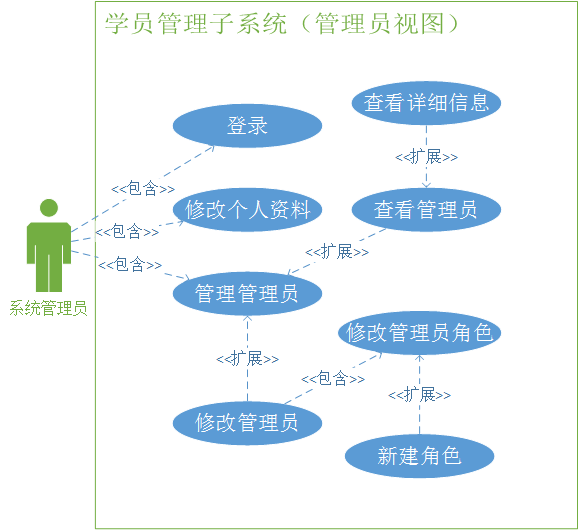 学员管理子系统（管理员视图）
查看详细信息
登录
<<扩展>>
<<包含>>
修改个人资料
查看管理员
<<包含>>
<<扩展>>
<<包含>>
管理管理员
系统管理员
修改管理员角色
<<扩展>>
<<包含>>
<<扩展>>
修改管理员
新建角色